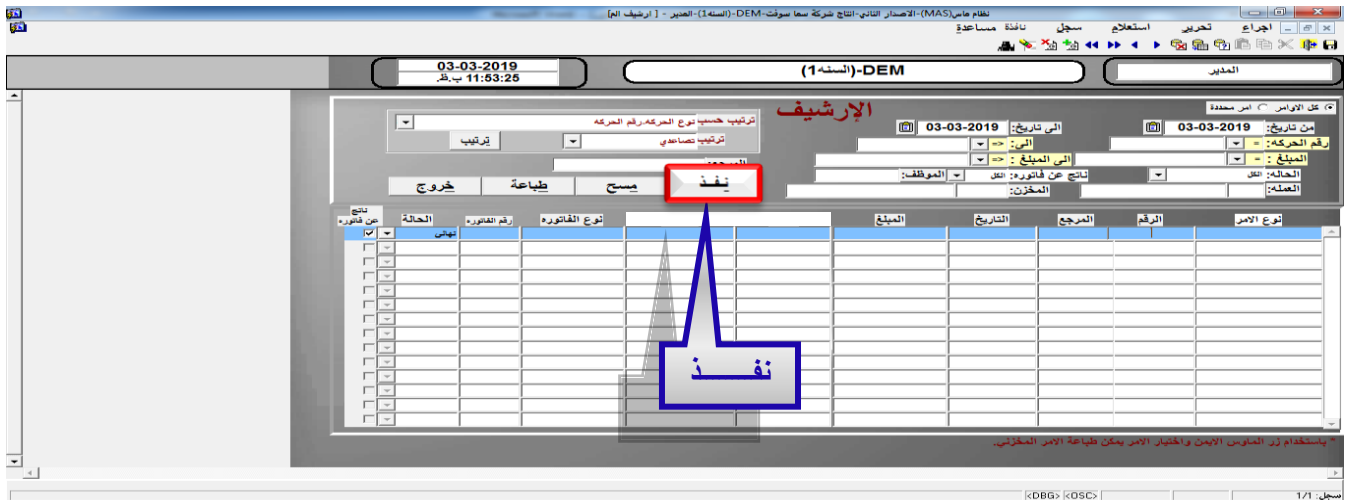 نظام ماس(MAS)-الاصدار الثاني-انتاج شركة سما سوفت-DEM-(السنه1)-المدير - [ ارشيف الم]
اجراء تحرير استعلام سجل نافذة مساعدة
المدير
DEM-(السنه1)
03-03-2019
11:53:25 ب.ظ.
الإرشيف
كل الاوامر امر محددة
من تاريخ: 03-03-2019 الى تاريخ: 03-03-2019
رقم الحركه: = الى: =>
المبلغ : = الى المبلغ : =>
الحاله: الكل ناتج عن فاتوره: الكل الموظف:
العمله: المخزن:
ترتيب حسب نوع الحركه،رقم الحركه
ترتيب تصاعدي ترتيب
المرجع:
نفذ مسح طباعة خروج
نوع الامر الرقم المرجع التاريخ المبلغ نوع الفاتوره رقم الفاتوره الحالة ناتج عن فاتوره
نهائي
نفـــــذ
* باستخدام زر الماوس الايمن واختيار الامر يمكن طباعة الامر المخزني.
سجل: 1/1 <OSC> <DBG>